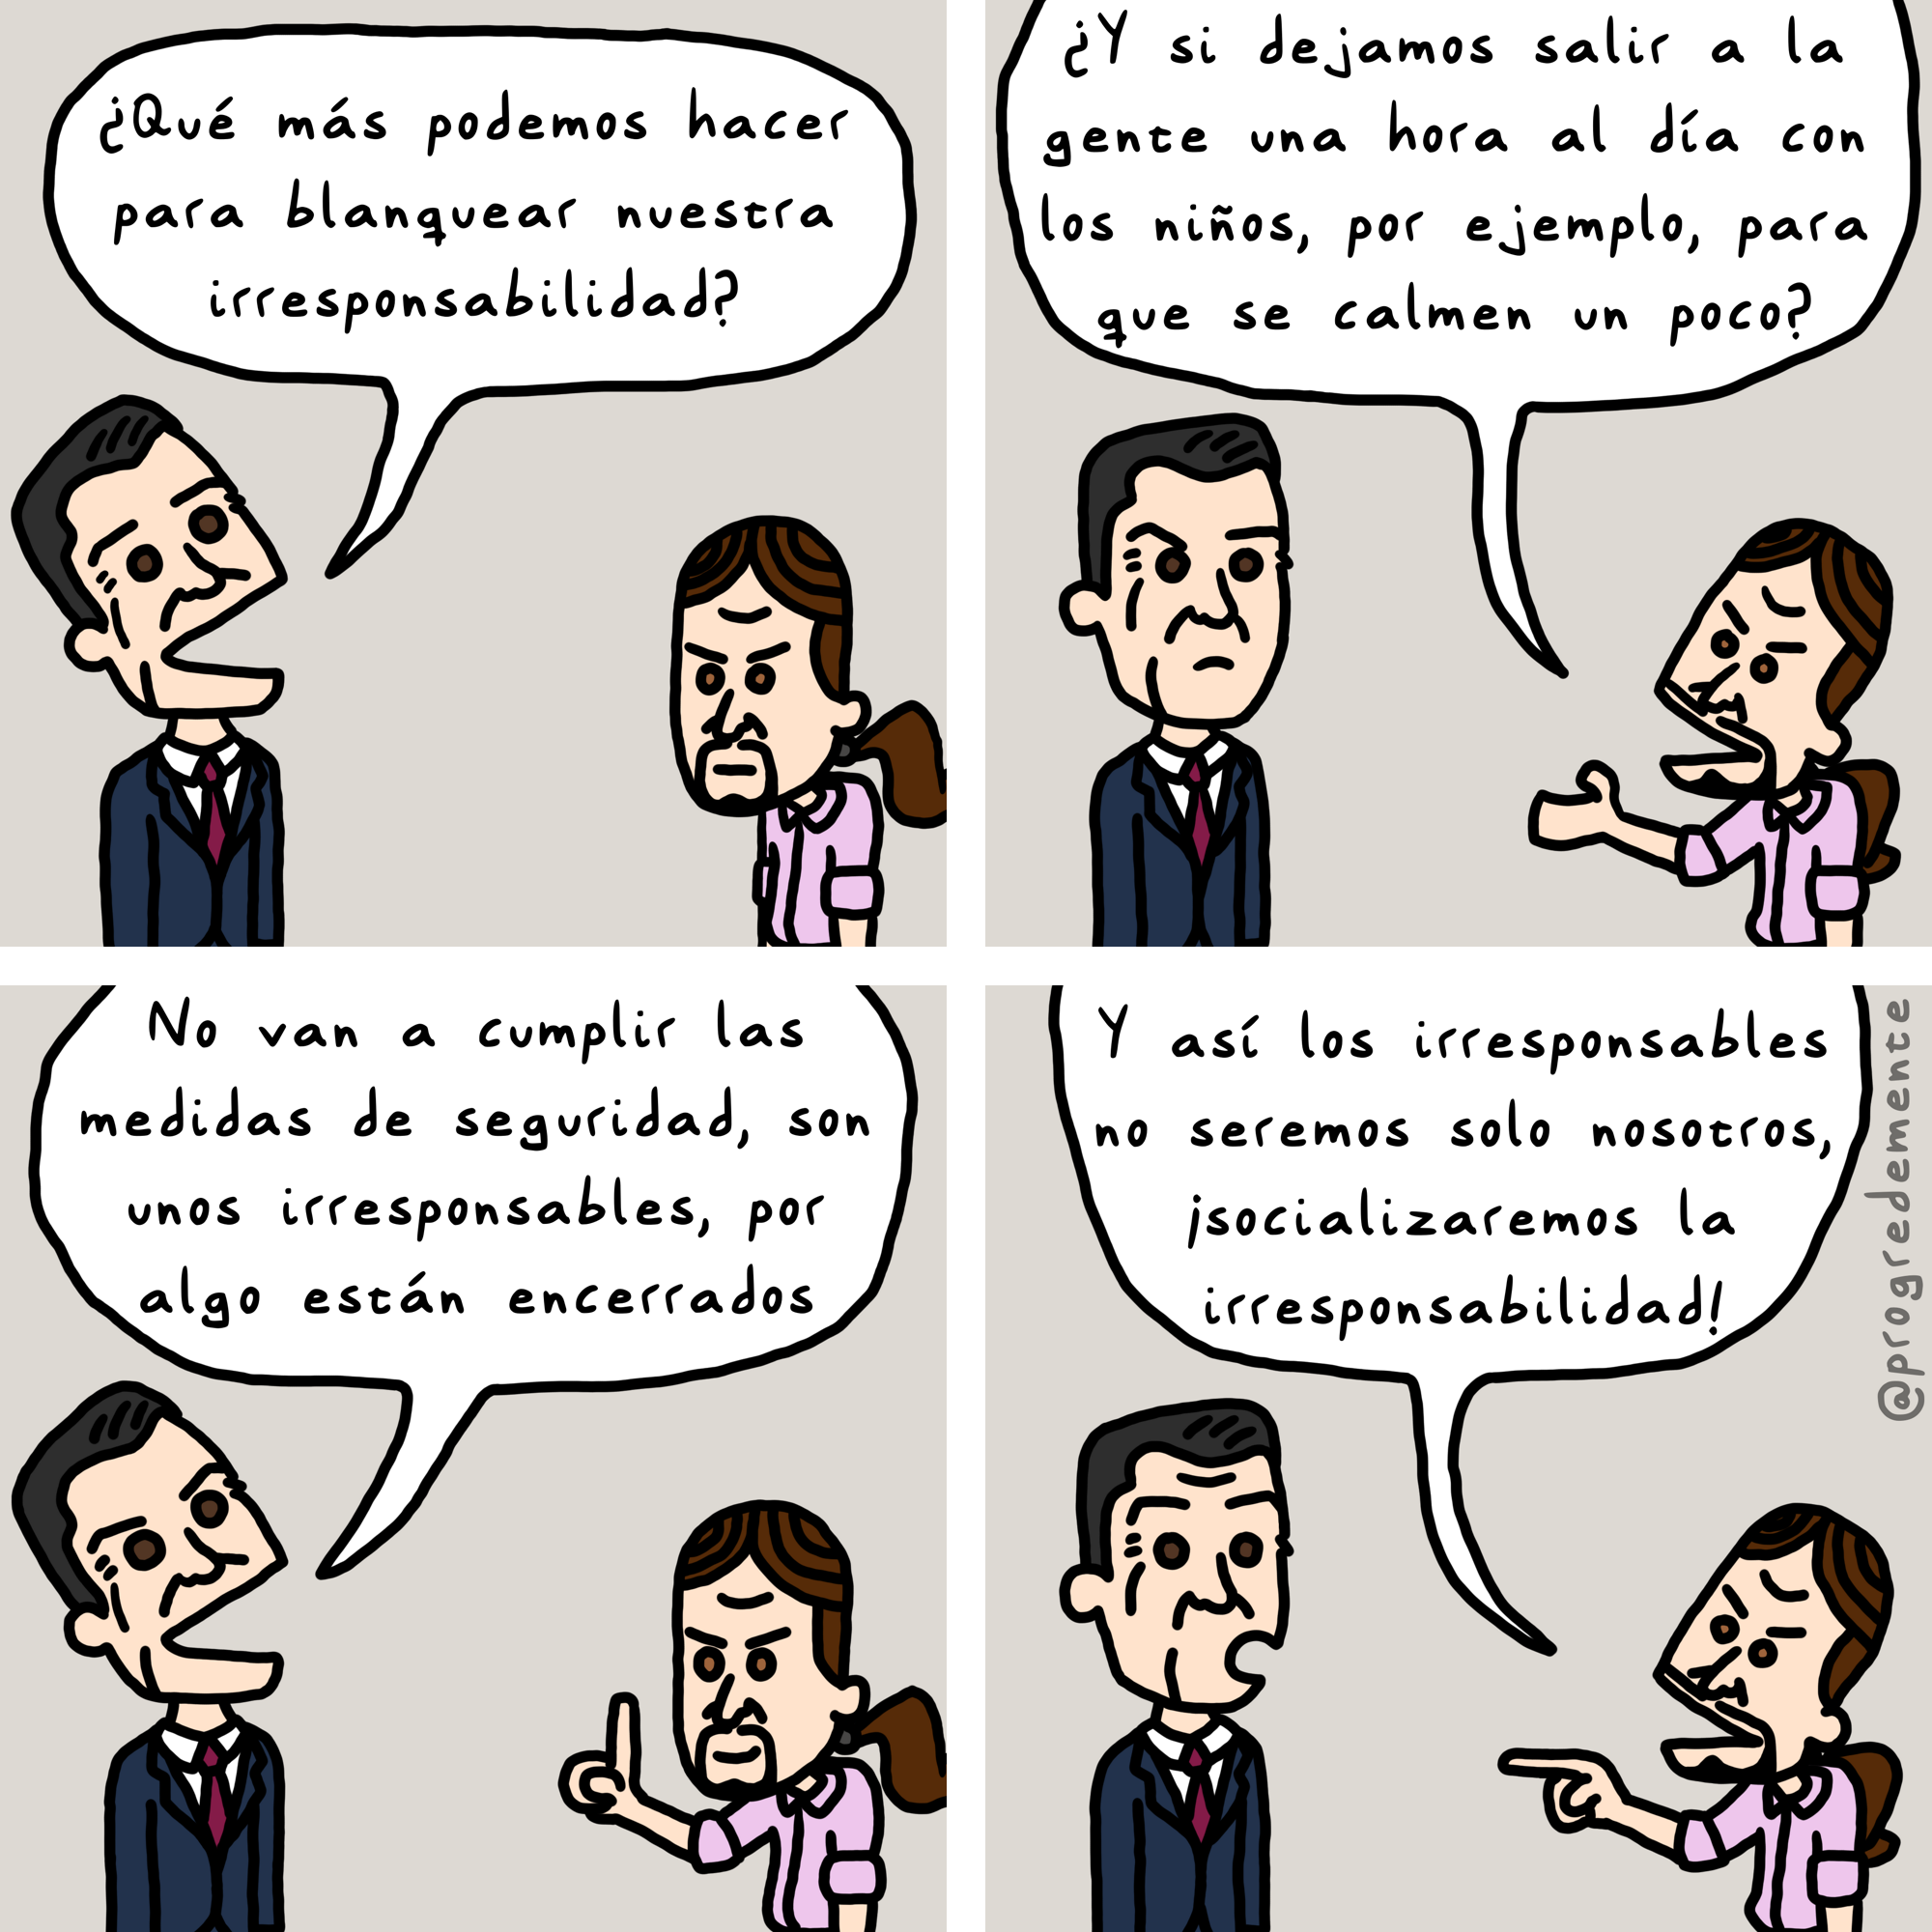 ¿Qué más podemos hacer
para blanquear nuestra
irresponsabilidad?
¿Y si dejamos salir a la
gente una hora al día con
los niños, por ejemplo, para
que se calmen un poco?
No van a cumplir las
medidas de seguridad, son
unos irresponsables, por
algo están encerrados
Y así los irresponsables
no seremos solo nosotros,
¡socializaremos la
irresponsabilidad!
@progredemente